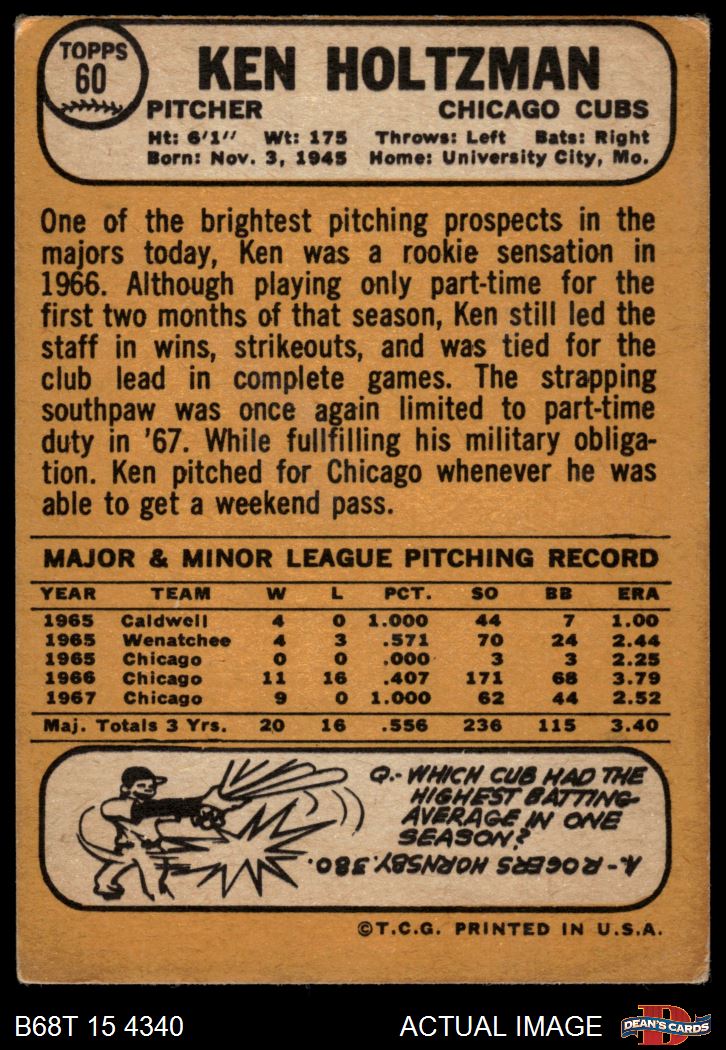 TOPPS
60
KEN HOLTZMAN
PITCHER CHICAGO CUBS
Ht: 6'1" Wt: 175 Throws: Left Bats: Right
Born: Nov. 3, 1945 Home: University City, Mo.
One of the brightest pitching prospects in the
majors today, Ken was a rookie sensation in
1966. Although playing only part-time for the
first two months of that season, Ken still led the
staff in wins, strikeouts, and was tied for the
club lead in complete games. The strapping
southpaw was once again limited to part-time
duty in '67. While fullfilling his military obliga-
tion. Ken pitched for Chicago whenever he was
able to get a weekend pass.
MAJOR & MINOR LEAGUE PITCHING RECORD
YEAR TEAM W L PCT. SO BB ERA
1965 Caldwell 4 0 1.000 44 7 1.00
1965 Wenatchee 4 3 .571 70 24 2.44
1965 Chicago 0 0 .000 3 3 2.25
1966 Chicago 11 16 .407 171 68 3.79
1967 Chicago 9 0 1.000 62 44 2.52
Maj. Totals 3 Yrs. 20 16 .556 236 115 3.40
Q.- WHICH CUB HAD THE
HIGHEST BATTING
AVERAGE IN ONE
SEASON?
A.- ROGERS HORNSBY .380.
©T.C.G. PRINTED IN U.S.A.
B68T 15 4340 ACTUAL IMAGE
D
DEAN'S CARDS